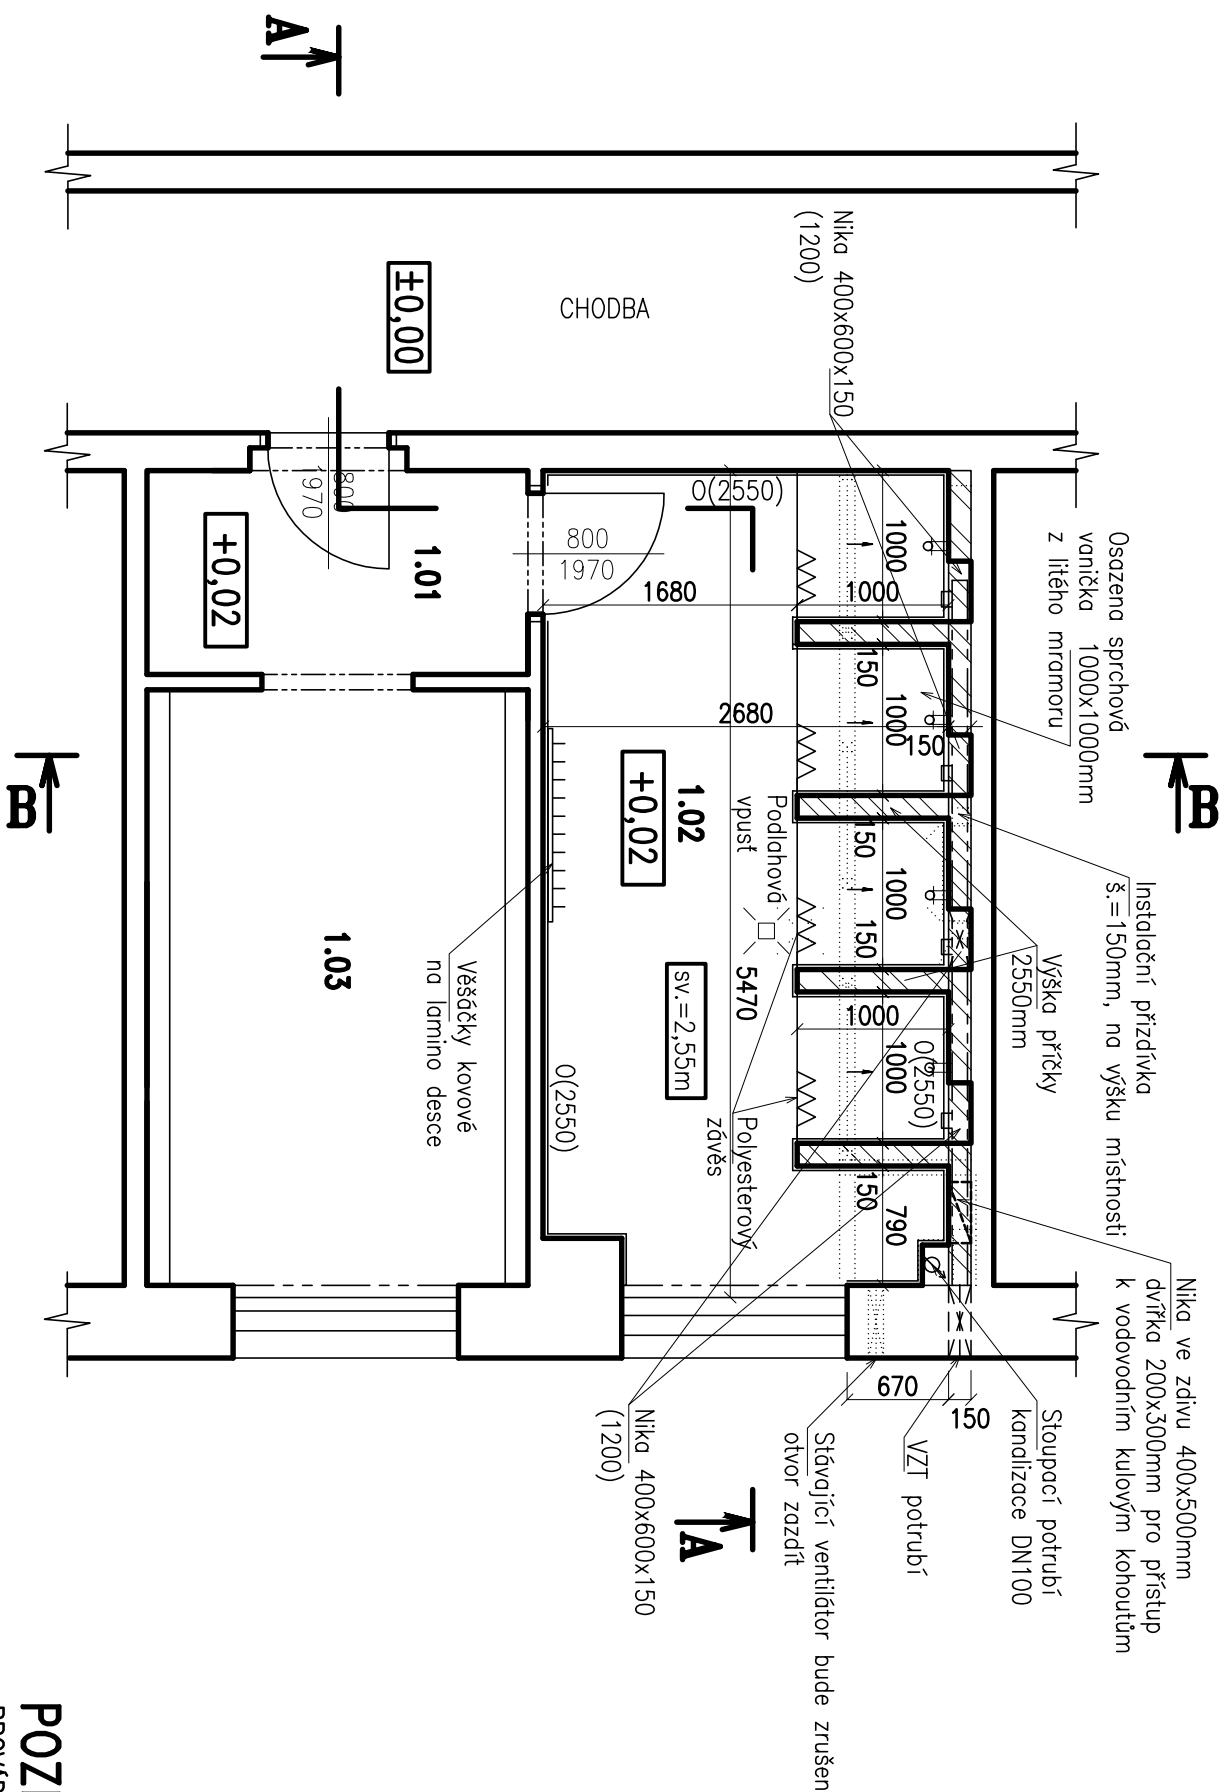 A
A
B
B
CHODBA
±0,00
Nika 400x600x150
(1200)
800
1970
1.01
+0,02
O(2550)
800
1970
1680
1000
1000
Osazena sprchová
vanička 1000x1000mm
z litého mramoru
150
1000
2680
150
Instalační přizdívka
š.=150mm, na výšku místnosti
Výška příčky
2550mm
1.02
+0,02
Podlahová
vpusť
150
1000
150
5470
sv.=2,55m
1000
1000
O(2550)
Polyesterový
závěs
1.03
Věšáčky kovové
na lamino desce
O(2550)
150
790
Nika ve zdivu 400x500mm
dvířka 200x300mm pro přístup
k vodovodním kulovým kohoutům
Stoupací potrubí
kanalizace DN100
670
150
VZT potrubí
Stávající ventilátor bude zrušen
otvor zazdít
Nika 400x600x150
(1200)